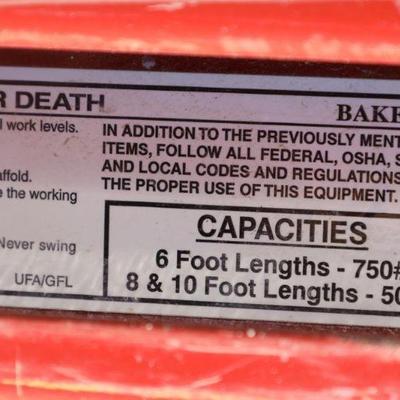 R DEATH
l work levels.
affold.
e the working
Never swing
UFA/GFL
BAKE
IN ADDITION TO THE PREVIOUSLY MENT
ITEMS, FOLLOW ALL FEDERAL, OSHA, S
AND LOCAL CODES AND REGULATIONS
THE PROPER USE OF THIS EQUIPMENT.
CAPACITIES
6 Foot Lengths - 750#
8 & 10 Foot Lengths - 50